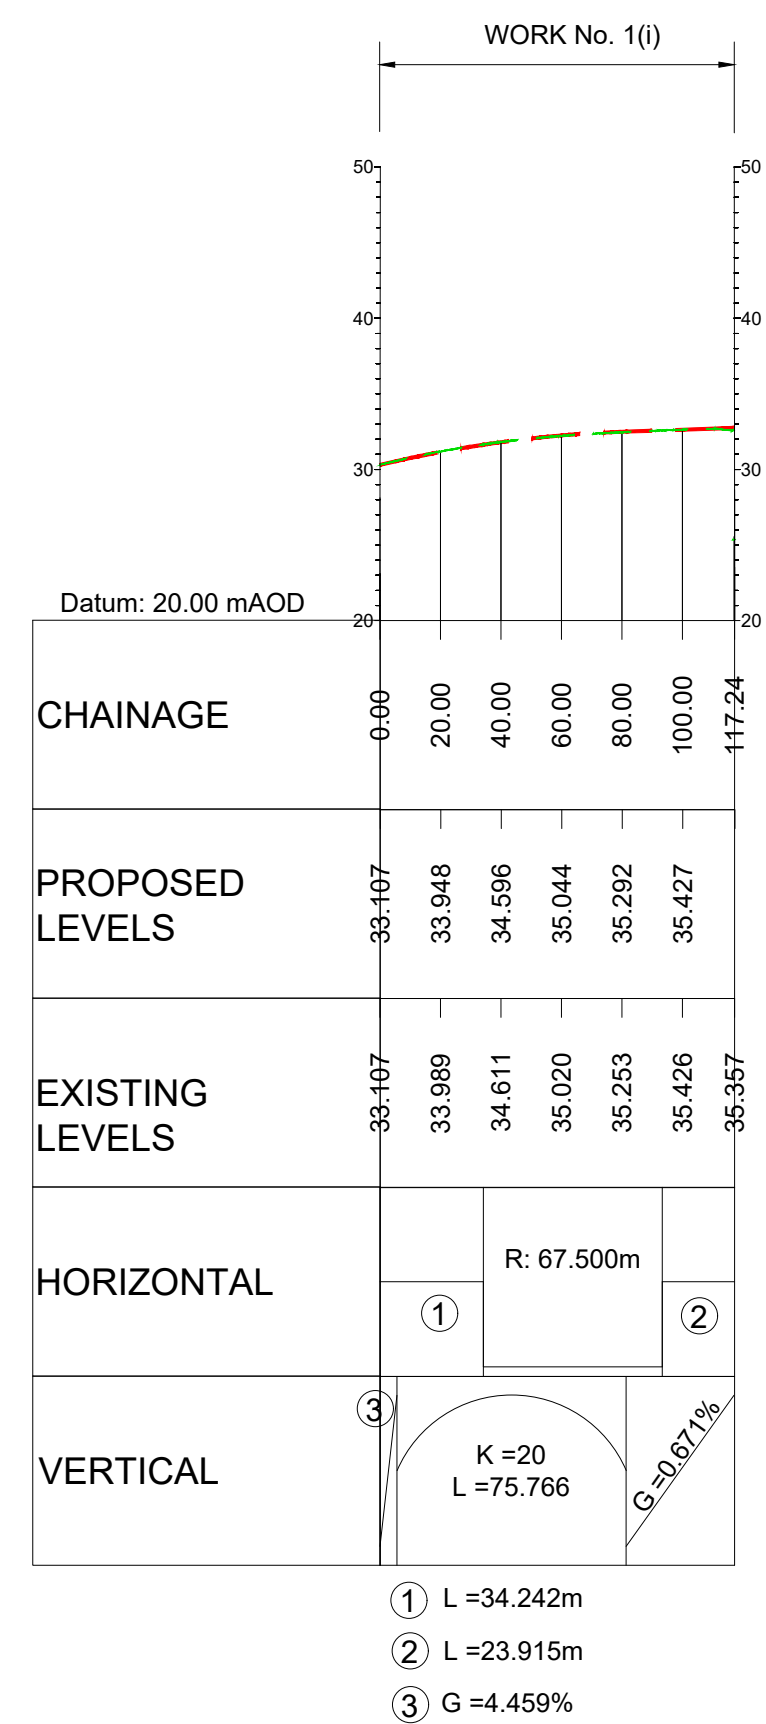 WORK No. 1(i)
50 50
40 40
30 30
Datum: 20.00 mAOD
20 20
CHAINAGE 0.00 20.00 40.00 60.00 80.00 100.00 117.24
PROPOSED
LEVELS
33.107 33.948 34.596 35.044 35.292 35.427
EXISTING
LEVELS
33.107 33.989 34.611 35.020 35.253 35.426 35.357
HORIZONTAL
R: 67.500m
1 2
VERTICAL
3
K =20
L =75.766
G =0.671%
1 L =34.242m
2 L =23.915m
3 G =4.459%